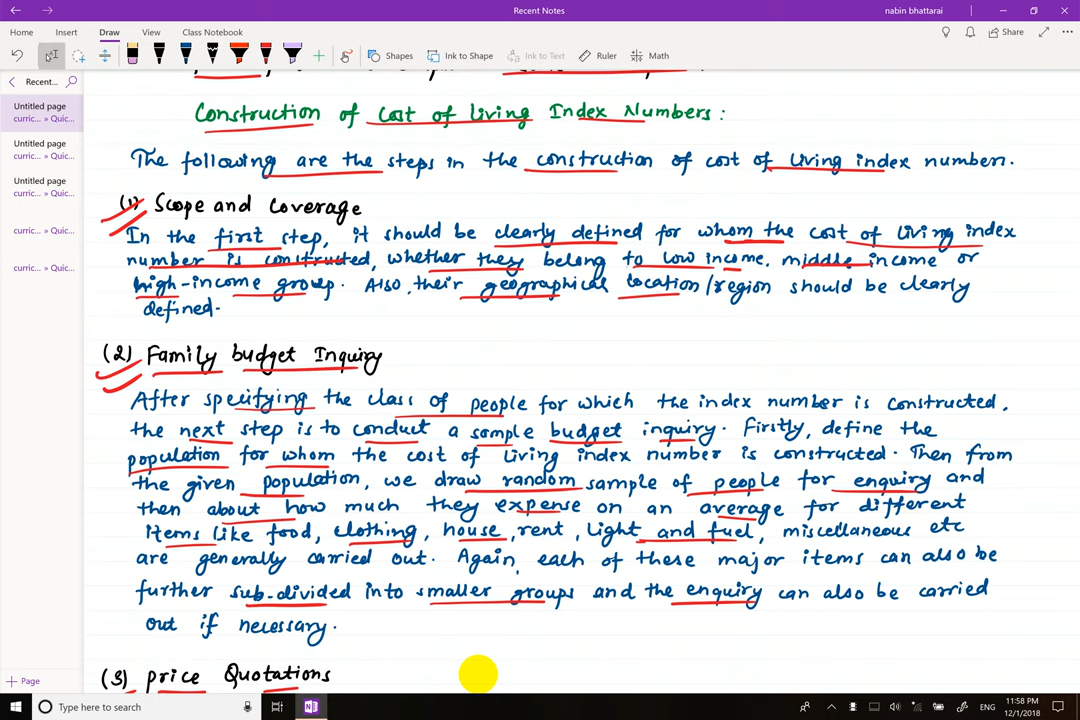 Recent Notes
nabin bhattarai
Home
Insert
Draw
View
Class Notebook
Share
Shapes
Ink to Shape
Ink to Text
Ruler
Math
Recent...
Untitled page
curric... » Quic...
Untitled page
curric... » Quic...
Untitled page
curric... » Quic...
curric... » Quic...
curric... » Quic...
Construction of cost of living Index Numbers:
The following are the steps in the construction of cost of living index number.
(1) Scope and Coverage
In the first step, it should be clearly defined for whom the cost of living index
number is constructed, whether they belong to low income, middle income or
high-income group. Also, their geographical location/region should be clearly
defined.
(2) Family budget Inquiry
After specifying the class of people for which the index number is constructed,
the next step is to conduct a sample budget inquiry. Firstly, define the
population for whom the cost of living index number is constructed. Then from
the given population, we draw random sample of people for enquiry and
then about how much they expense on an average for different
items like food, clothing, house, rent, light and fuel, miscellaneous etc
are generally carried out. Again, each of these major items can also be
further sub-divided into smaller groups and the enquiry can also be carried
out if necessary.
(3) price Quotations
+ Page
Type here to search
ENG
11:58 PM
12/1/2018